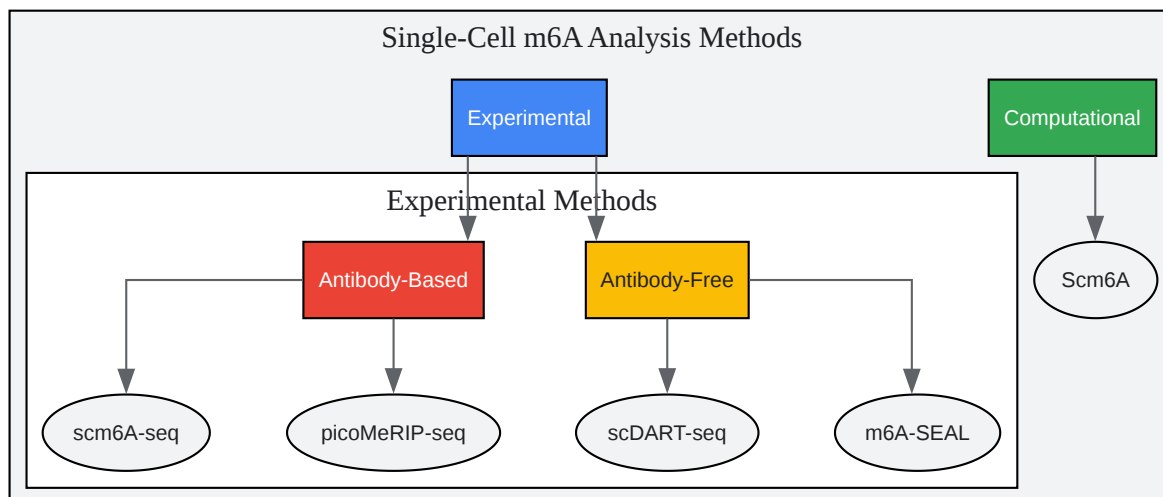 Single-Cell m6A Analysis Methods
Experimental
Computational
Experimental Methods
Antibody-Based
Antibody-Free
Scm6A
scm6A-seq
picoMeRIP-seq
scDART-seq
m6A-SEAL